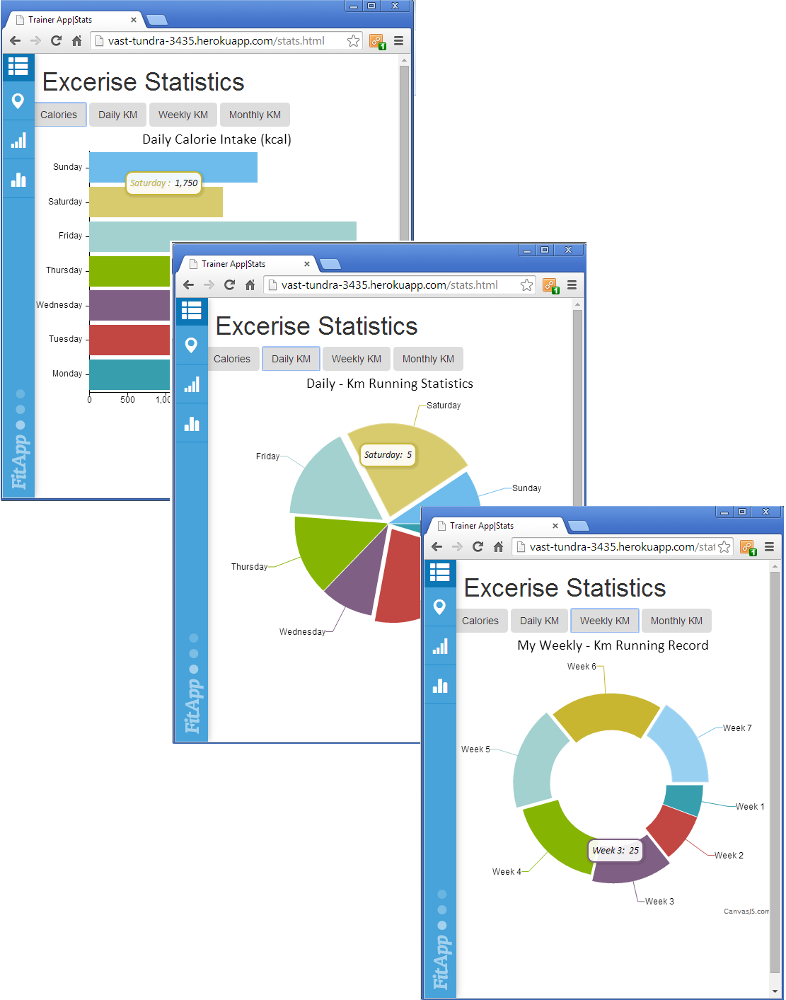 Trainer App|Stats
vast-tundra-3435.herokuapp.com/stats.html
1
Excerise Statistics
Calories Daily KM Weekly KM Monthly KM
Daily Calorie Intake (kcal)
Sunday
Saturday : 1,750
Saturday
Friday
Thursday
Wednesday
Tuesday
Monday
0 500 1,0
FitApp
Trainer App|Stats
vast-tundra-3435.herokuapp.com/stats.html
1
Excerise Statistics
Calories Daily KM Weekly KM Monthly KM
Daily - Km Running Statistics
Saturday
Friday
Saturday: 5
Sunday
Thursday
Wednesday
FitApp
Trainer App|Stats
vast-tundra-3435.herokuapp.com/stat
1
Excerise Statistics
Calories Daily KM Weekly KM Monthly KM
My Weekly - Km Running Record
Week 6
Week 7
Week 5
Week 1
Week 3: 25
Week 2
Week 4
Week 3
CanvasJS.com
FitApp